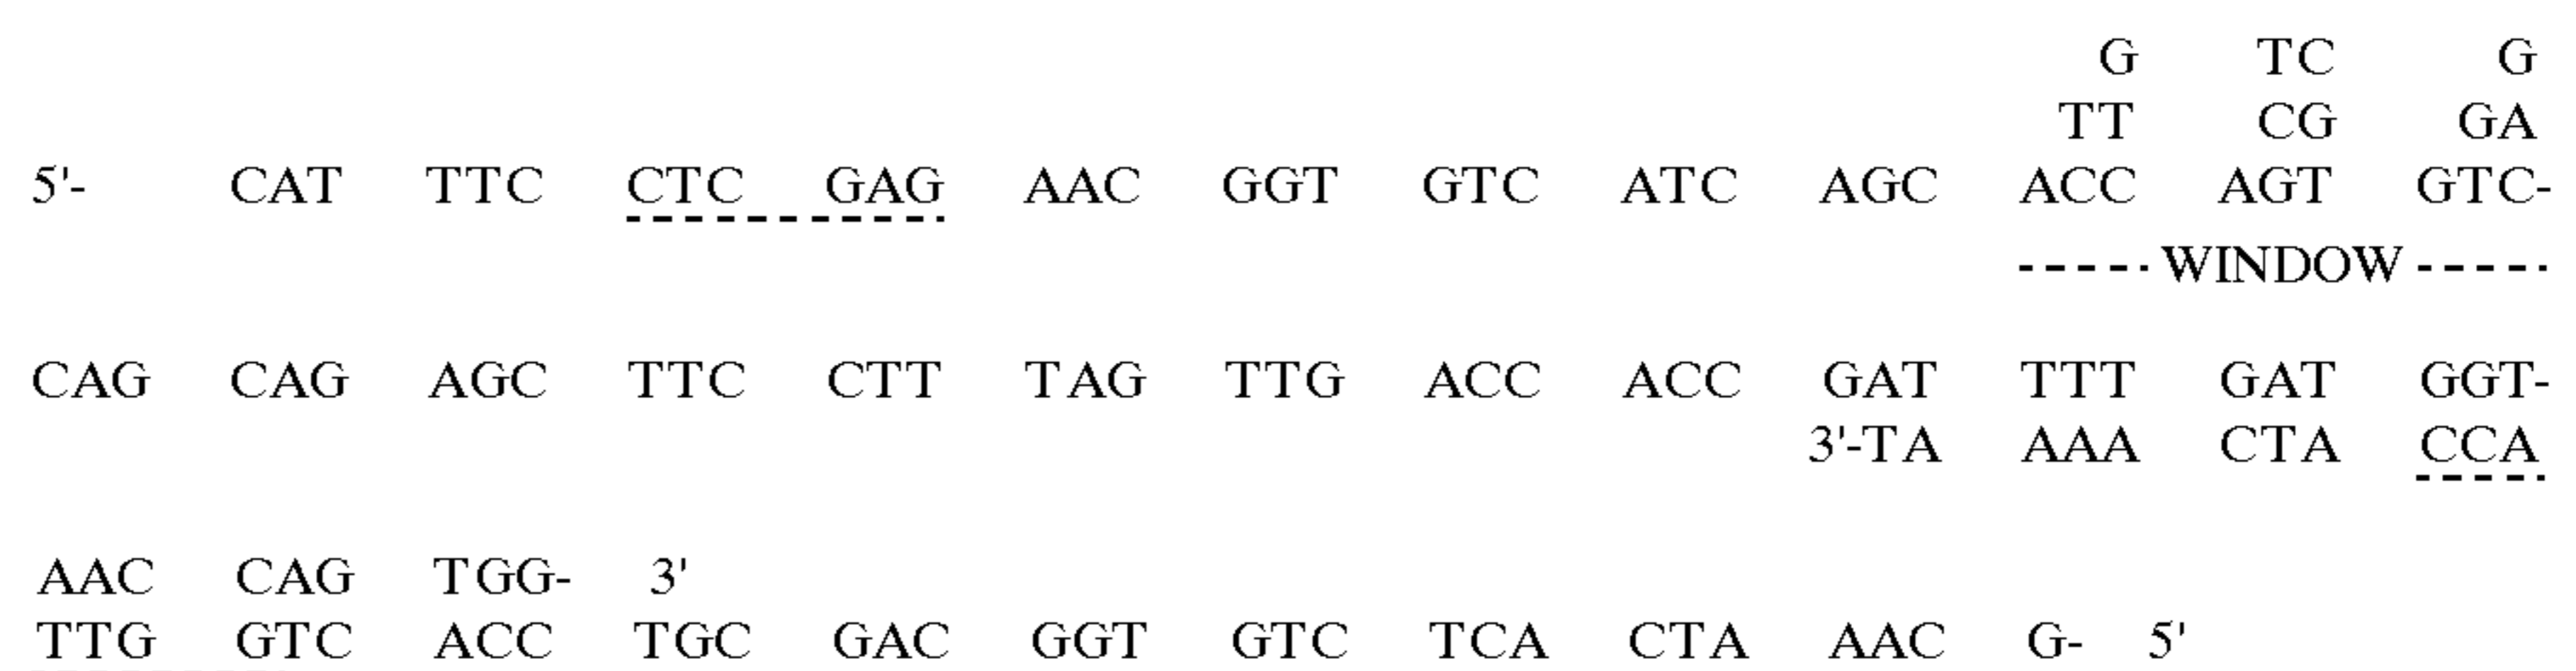 G TC G
TT CG GA
5'- CAT TTC CTC GAG AAC GGT GTC ATC AGC ACC AGT GTC-
-----WINDOW-----
CAG CAG AGC TTC CTT TAG TTG ACC ACC GAT TTT GAT GGT-
3'-TA AAA CTA CCA
AAC CAG TGG- 3'
TTG GTC ACC TGC GAC GGT GTC TCA CTA AAC G- 5'